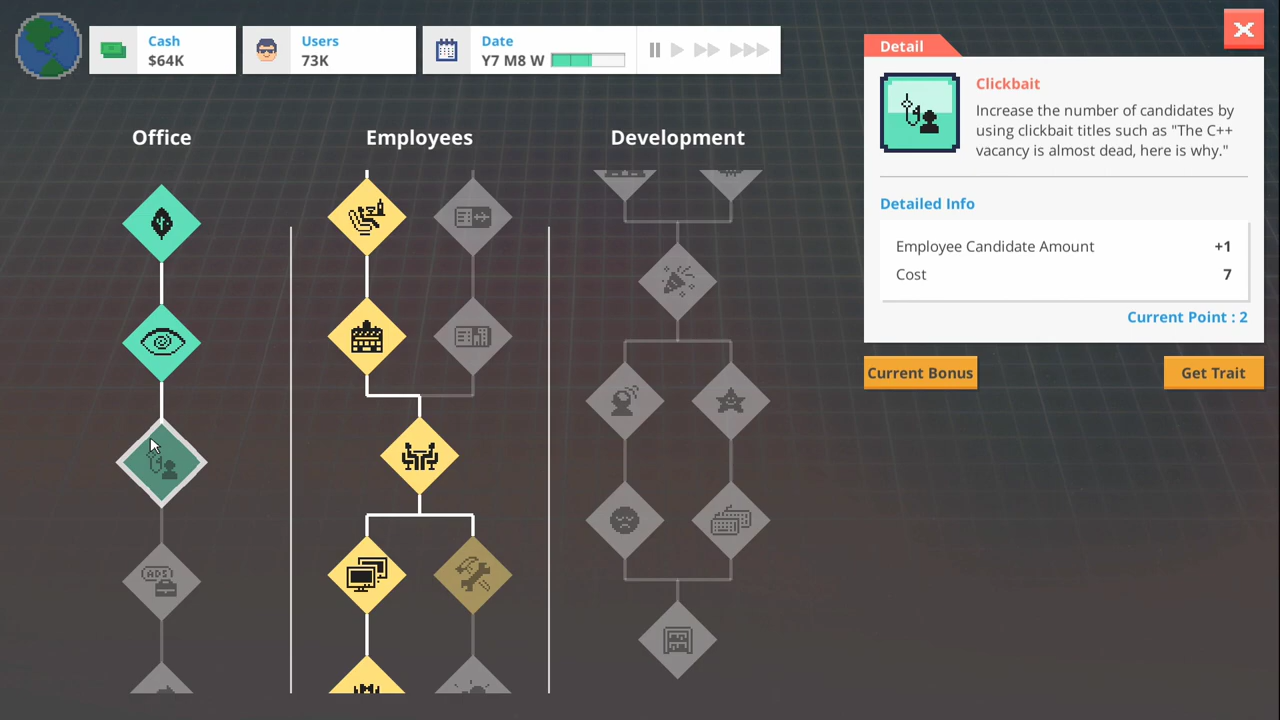 Cash
$64K
Users
73K
Date
Y7 M8 W
Detail
Clickbait
Increase the number of candidates by
using clickbait titles such as "The C++
vacancy is almost dead, here is why."
Detailed Info
Employee Candidate Amount +1
Cost 7
Current Point : 2
Current Bonus
Get Trait
Office
Employees
Development
ADS